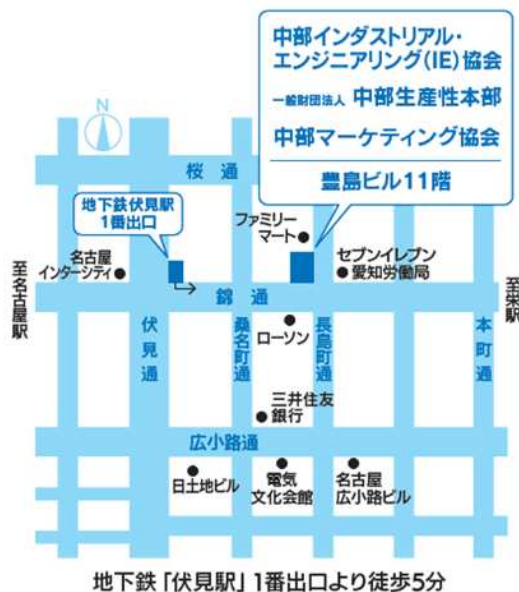 中部インダストリアル・
エンジニアリング(IE)協会
一般財団法人 中部生産性本部
中部マーケティング協会
豊島ビル11階
N
桜通
地下鉄伏見駅
1番出口
ファミリー
マート
名古屋
インターシティ
セブンイレブン
愛知労働局
至名古屋駅
錦通
至栄駅
伏見通
桑名町通
ローソン
長島町通
本町通
三井住友
銀行
広小路通
日土地ビル
電気
文化会館
名古屋
広小路ビル
地下鉄「伏見駅」1番出口より徒歩5分